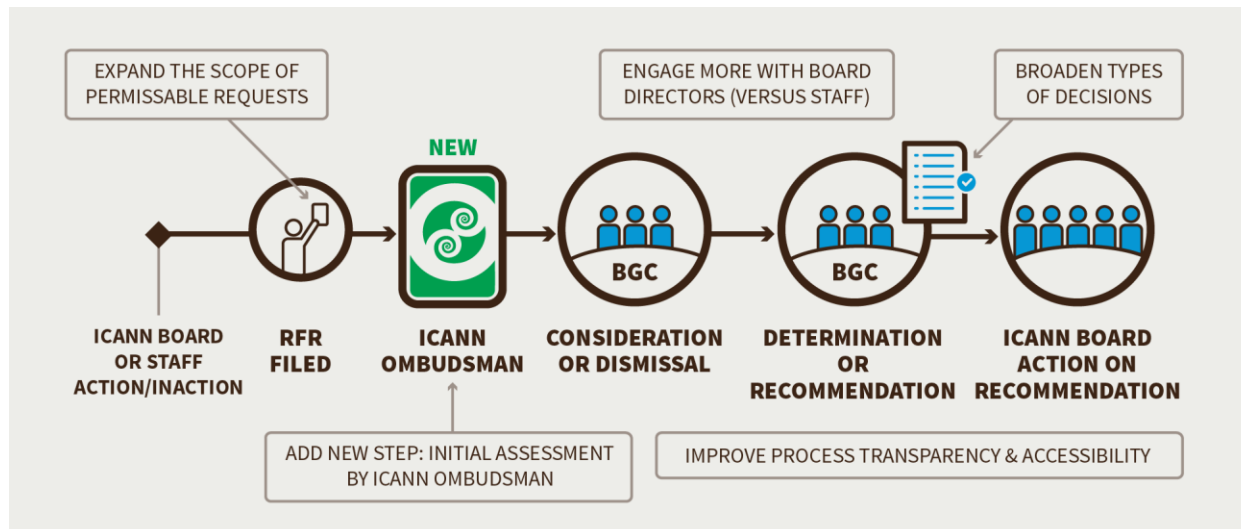 EXPAND THE SCOPE OF
PERMISSABLE REQUESTS
ENGAGE MORE WITH BOARD
DIRECTORS (VERSUS STAFF)
BROADEN TYPES
OF DECISIONS
NEW
BGC
BGC
ICANN BOARD
OR STAFF
ACTION/INACTION
RFR
FILED
ICANN
OMBUDSMAN
CONSIDERATION
OR DISMISSAL
DETERMINATION
OR
RECOMMENDATION
ICANN BOARD
ACTION ON
RECOMMENDATION
ADD NEW STEP: INITIAL ASSESSMENT
BY ICANN OMBUDSMAN
IMPROVE PROCESS TRANSPARENCY & ACCESSIBILITY